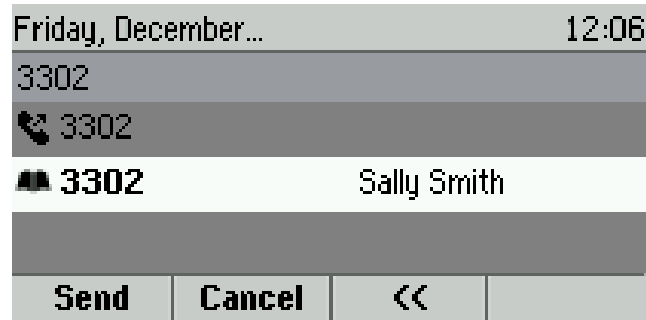 Friday, December... 12:06
3302
3302
3302 Sally Smith
Send Cancel <<